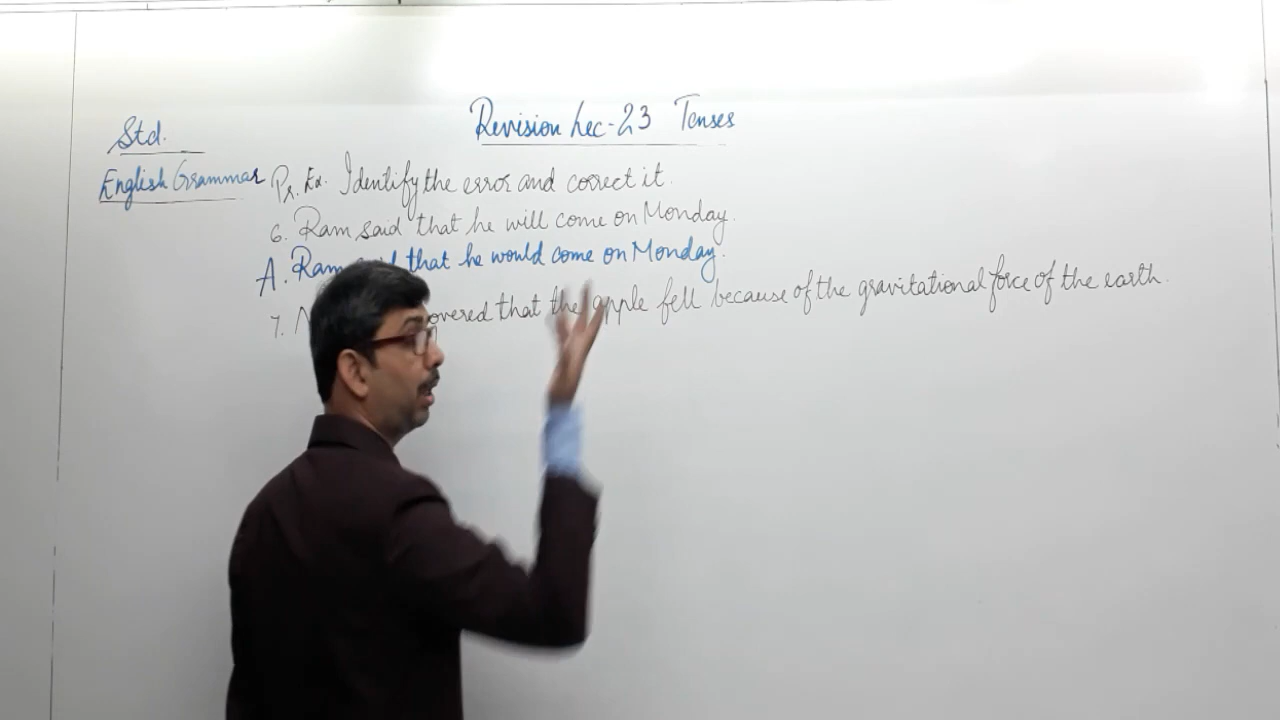 Revision Lec-23 Tenses
Std.
English Grammar
Pr. Ex. Identify the error and correct it.
6. Ram said that he will come on Monday.
A. Ram that he would come on Monday.
7. that the apple fell because of the gravitational force of the earth.